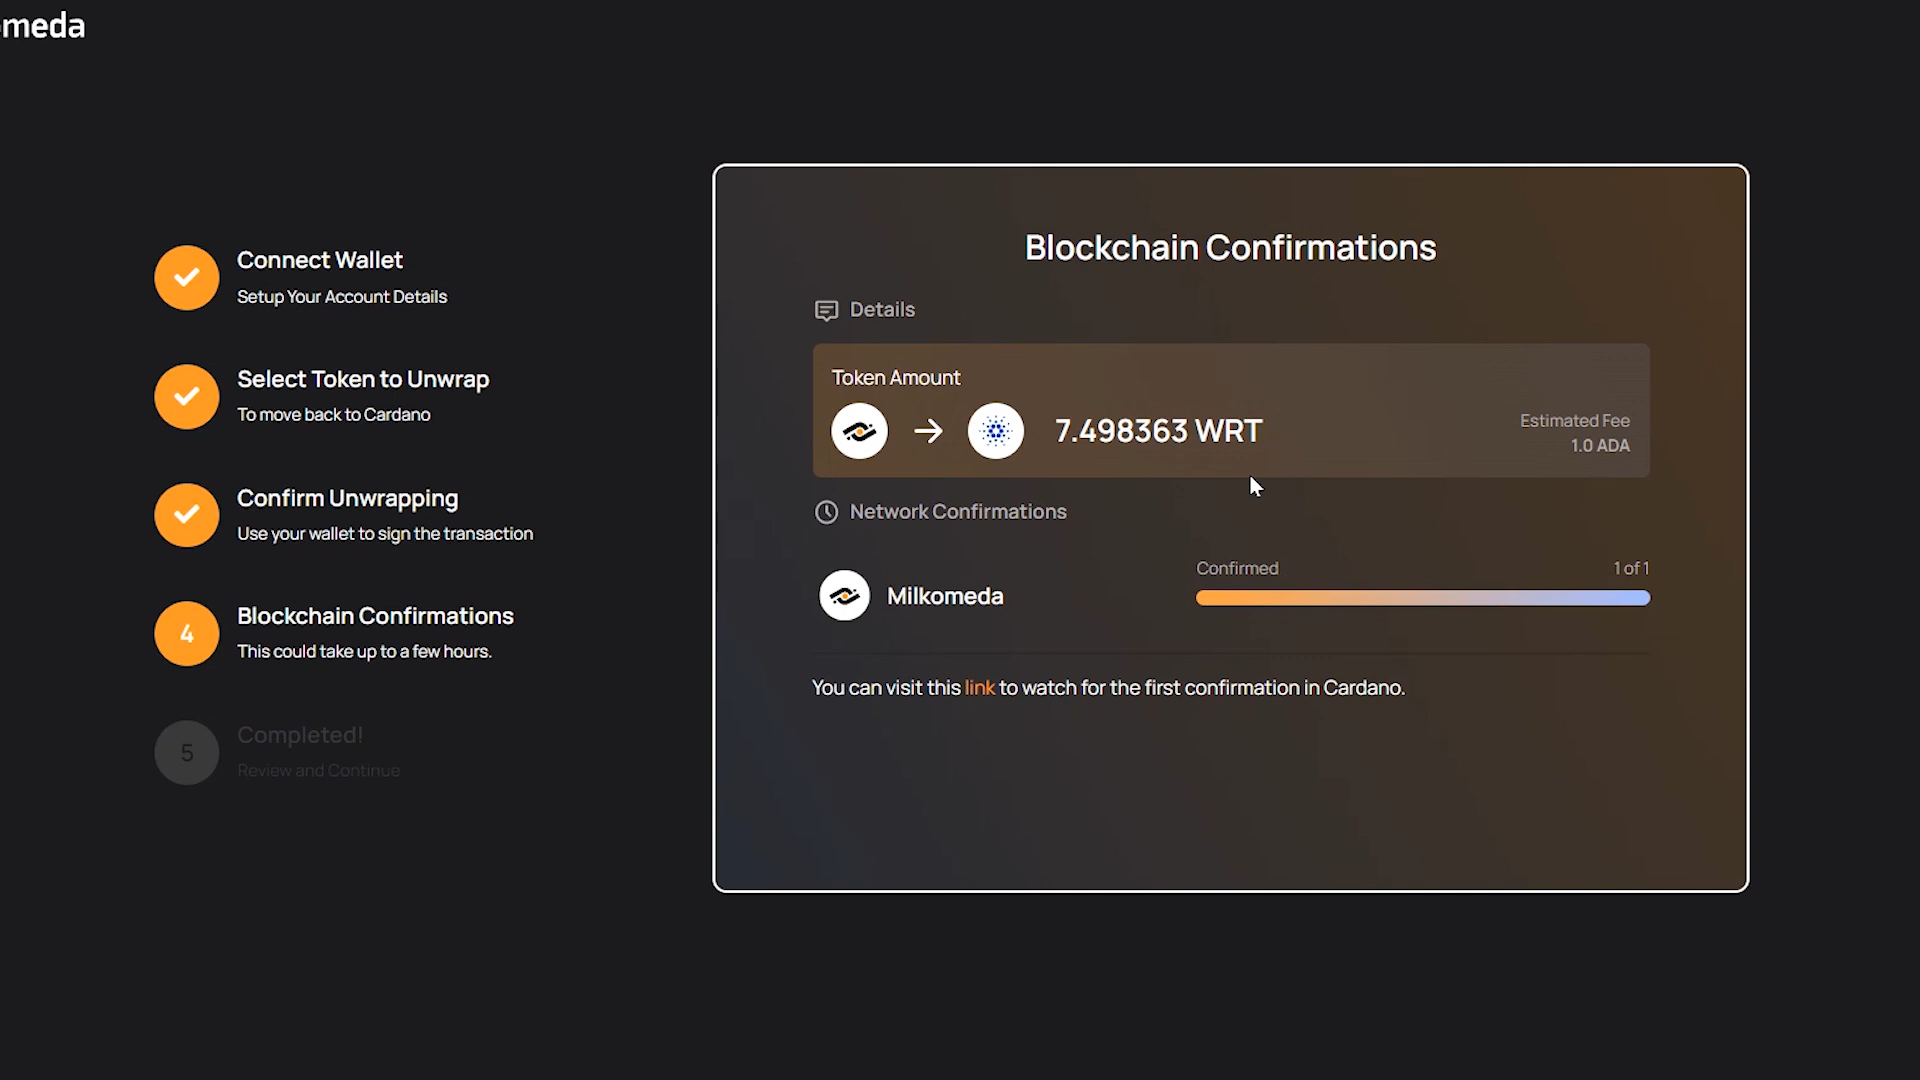 omeda
Connect Wallet
Setup Your Account Details
Select Token to Unwrap
To move back to Cardano
Confirm Unwrapping
Use your wallet to sign the transaction
4
Blockchain Confirmations
This could take up to a few hours.
5
Completed!
Review and Continue
Blockchain Confirmations
Details
Token Amount
7.498363 WRT
Estimated Fee
1.0 ADA
Network Confirmations
Milkomeda
Confirmed
1 of 1
You can visit this link to watch for the first confirmation in Cardano.